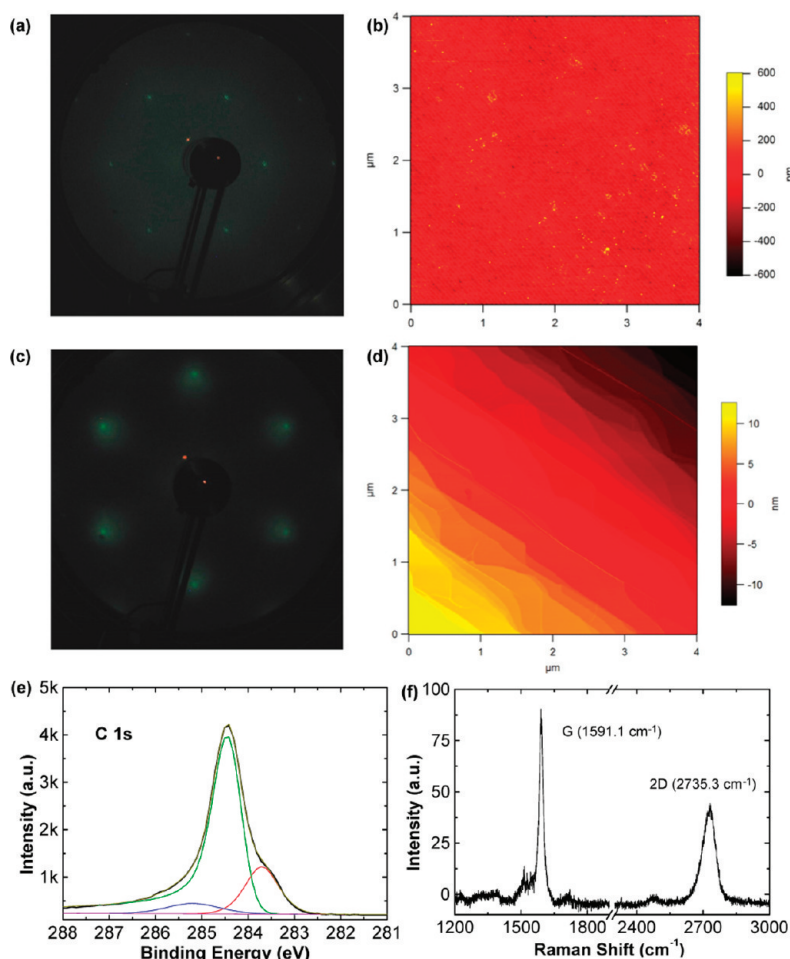 (a)
(b)
4
3
2
1
0
µm
0 1 2 3 4
600
400
200
0
-200
-400
-600
nm
(c)
(d)
4
3
2
1
0
µm
0 1 2 3 4
µm
10
5
0
-5
-10
nm
(e)
C 1s
5k
4k
3k
2k
1k
Intensity (a.u.)
288 287 286 285 284 283 282 281
Binding Energy (eV)
(f)
100
75
50
25
0
Intensity (a.u.)
G (1591.1 cm⁻¹)
2D (2735.3 cm⁻¹)
1200 1500 1800 2400 2700 3000
Raman Shift (cm⁻¹)